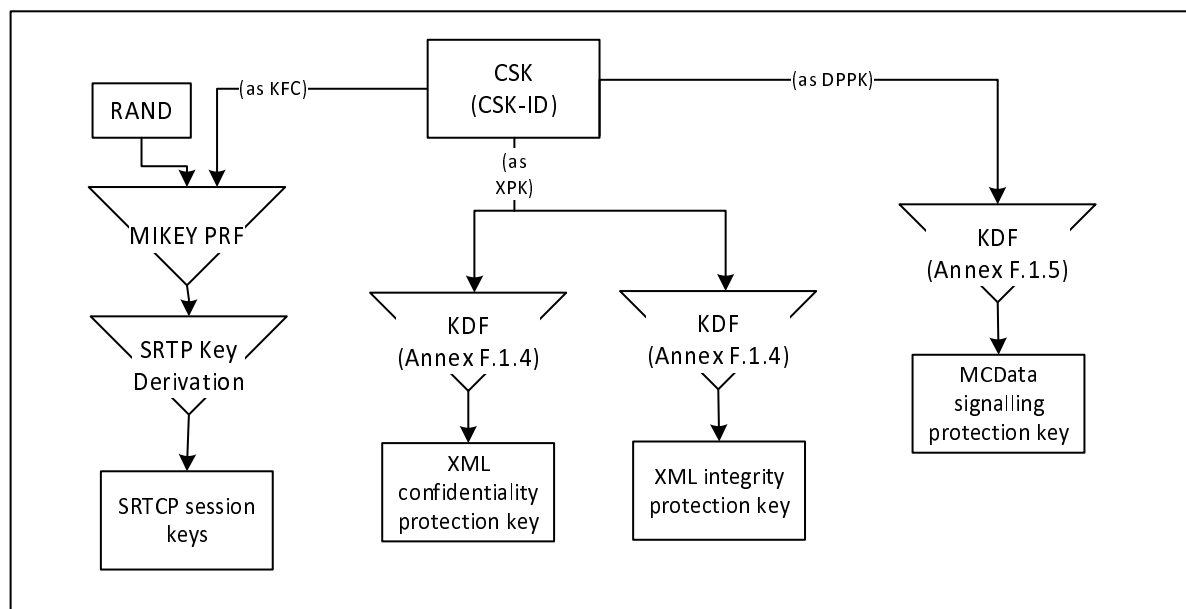 CSK
(CSK-ID)
(as KFC)
(as DPPK)
RAND
(as
XPK)
MIKEY PRF
KDF
(Annex F.1.5)
SRTP Key
Derivation
KDF
(Annex F.1.4)
KDF
(Annex F.1.4)
MCData
signalling
protection key
SRTCP session
keys
XML
confidentiality
protection key
XML integrity
protection key